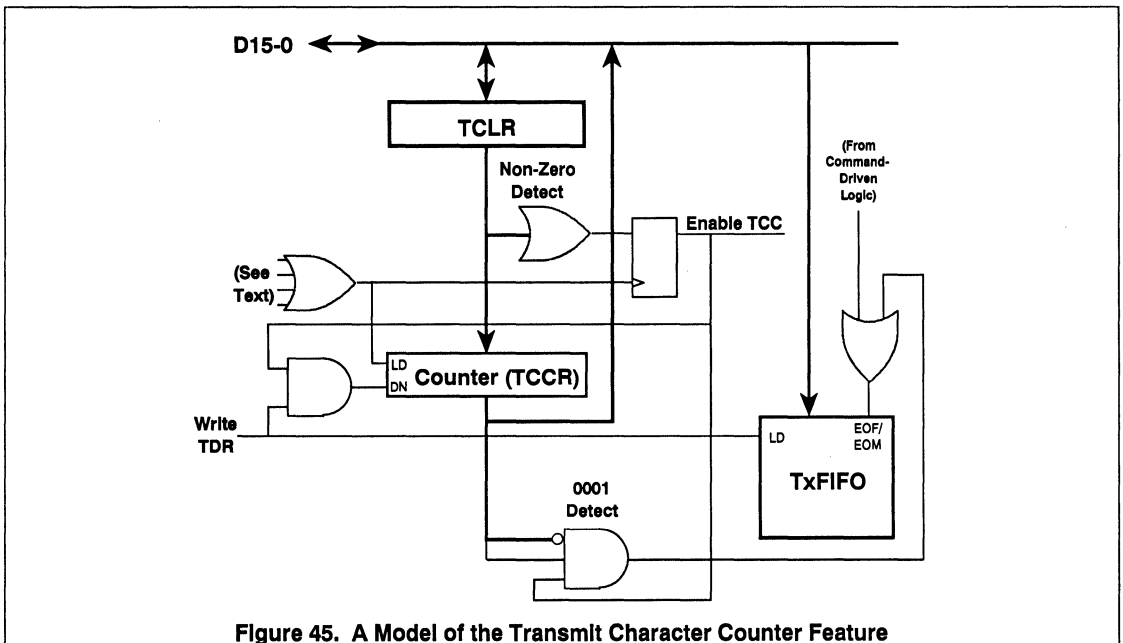 D15-0
TCLR
(From
Command-
Driven
Logic)
Non-Zero
Detect
Enable TCC
(See
Text)
LD
Counter (TCCR)
DN
Write
TDR
LD
EOF/
EOM
TxFIFO
0001
Detect
Figure 45. A Model of the Transmit Character Counter Feature